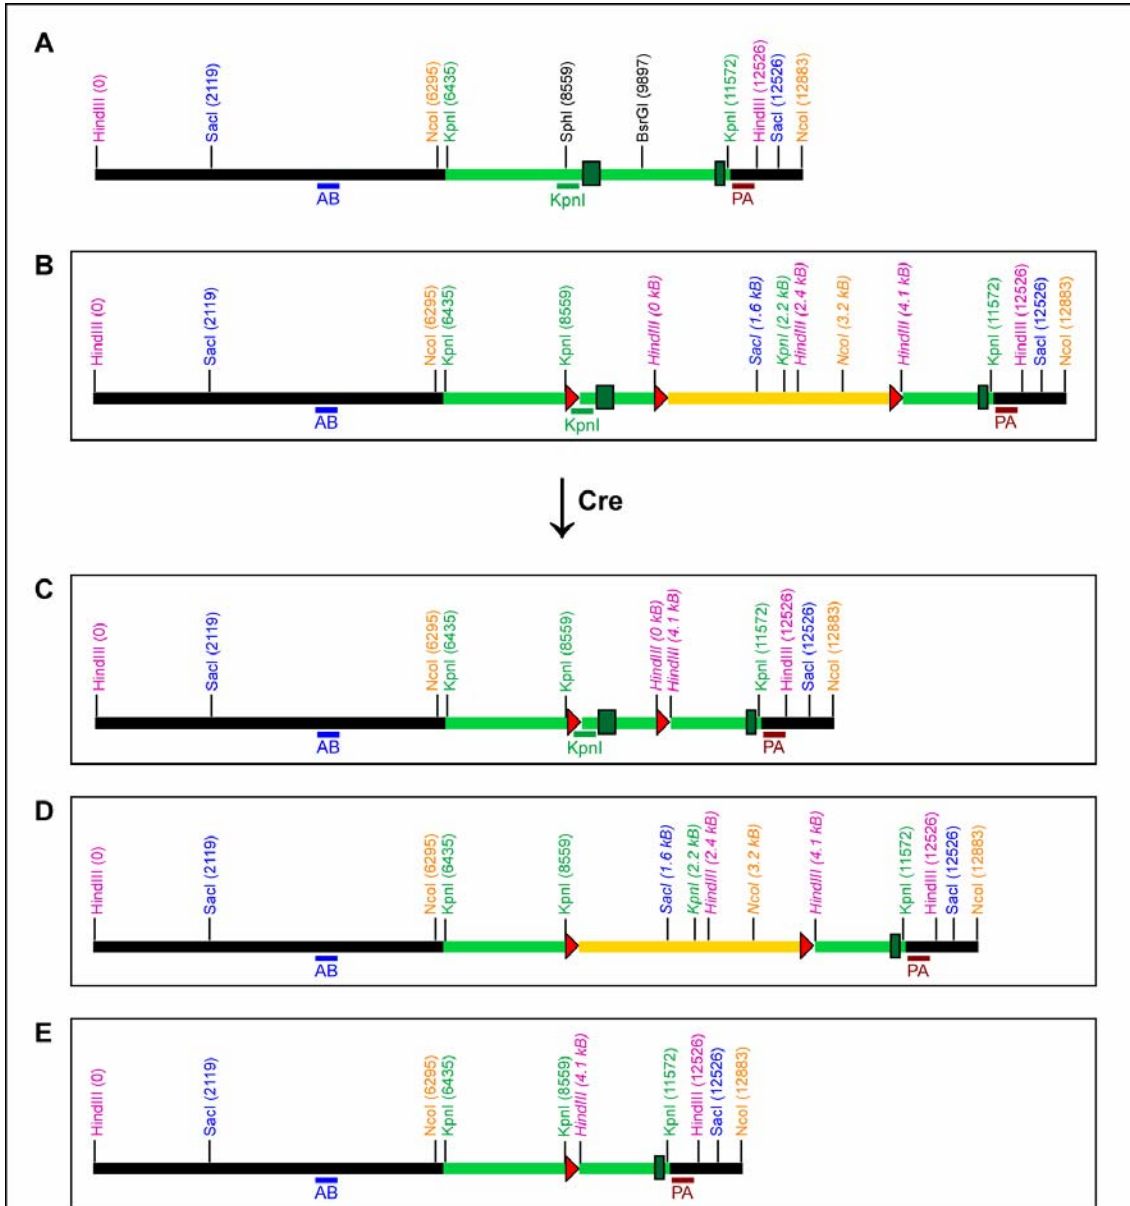 A
HindIII (0)
SacI (2119)
NcoI (6295)
KpnI (6435)
SphI (8559)
BsrGI (9897)
KpnI (11572)
HindIII (12526)
SacI (12526)
NcoI (12883)
AB
KpnI
PA
B
HindIII (0)
SacI (2119)
NcoI (6295)
KpnI (6435)
KpnI (8559)
HindIII (0 kB)
SacI (1.6 kB)
KpnI (2.2 kB)
HindIII (2.4 kB)
NcoI (3.2 kB)
HindIII (4.1 kB)
KpnI (11572)
HindIII (12526)
SacI (12526)
NcoI (12883)
AB
KpnI
PA
Cre
C
HindIII (0)
SacI (2119)
NcoI (6295)
KpnI (6435)
KpnI (8559)
HindIII (0 kB)
HindIII (4.1 kB)
KpnI (11572)
HindIII (12526)
SacI (12526)
NcoI (12883)
AB
KpnI
PA
D
HindIII (0)
SacI (2119)
NcoI (6295)
KpnI (6435)
KpnI (8559)
SacI (1.6 kB)
KpnI (2.2 kB)
HindIII (2.4 kB)
NcoI (3.2 kB)
HindIII (4.1 kB)
KpnI (11572)
HindIII (12526)
SacI (12526)
NcoI (12883)
AB
PA
E
HindIII (0)
SacI (2119)
NcoI (6295)
KpnI (6435)
KpnI (8559)
HindIII (4.1 kB)
KpnI (11572)
HindIII (12526)
SacI (12526)
NcoI (12883)
AB
PA